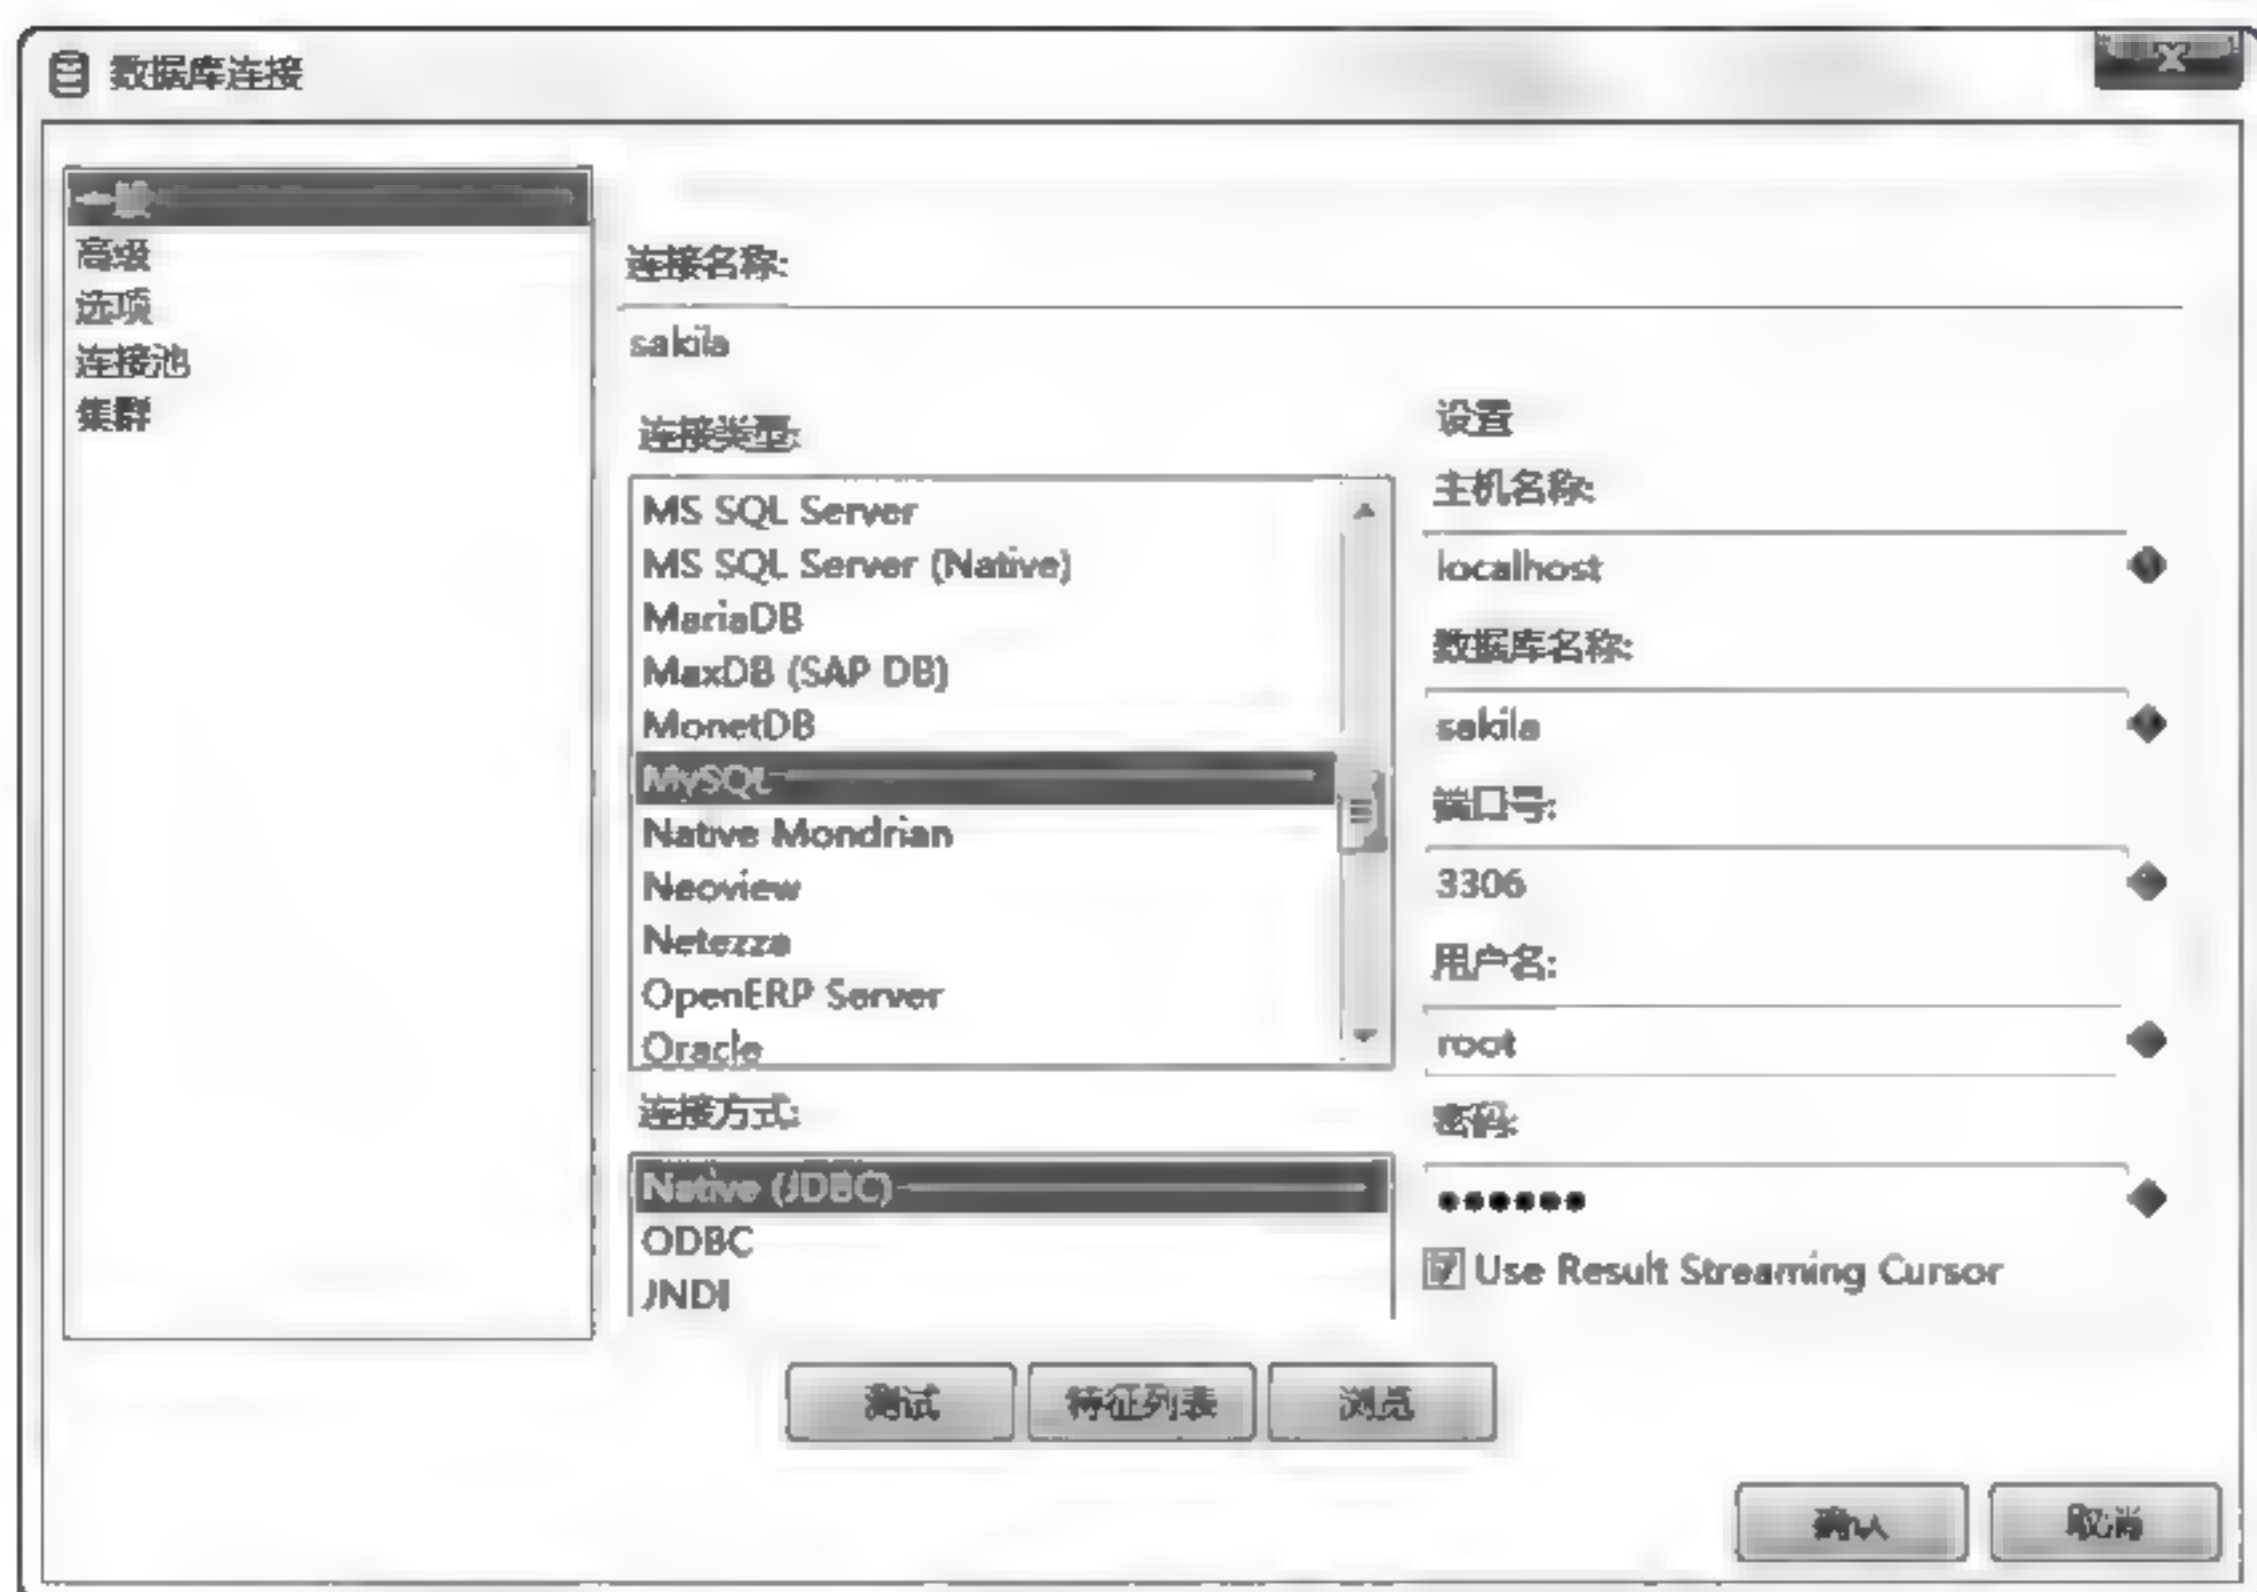 数据库连接
一般
高级
选项
连接池
集群
连接名称:
sakila
连接类型:
MS SQL Server
MS SQL Server (Native)
MariaDB
MaxDB (SAP DB)
MonetDB
MySQL
Native Mondrian
Neoview
Netezza
OpenERP Server
Oracle
连接方式:
Native (JDBC)
ODBC
JNDI
设置
主机名称:
localhost
数据库名称:
sakila
端口号:
3306
用户名:
root
密码:
●●●●●●
Use Result Streaming Cursor
测试 特征列表 浏览
确认 取消